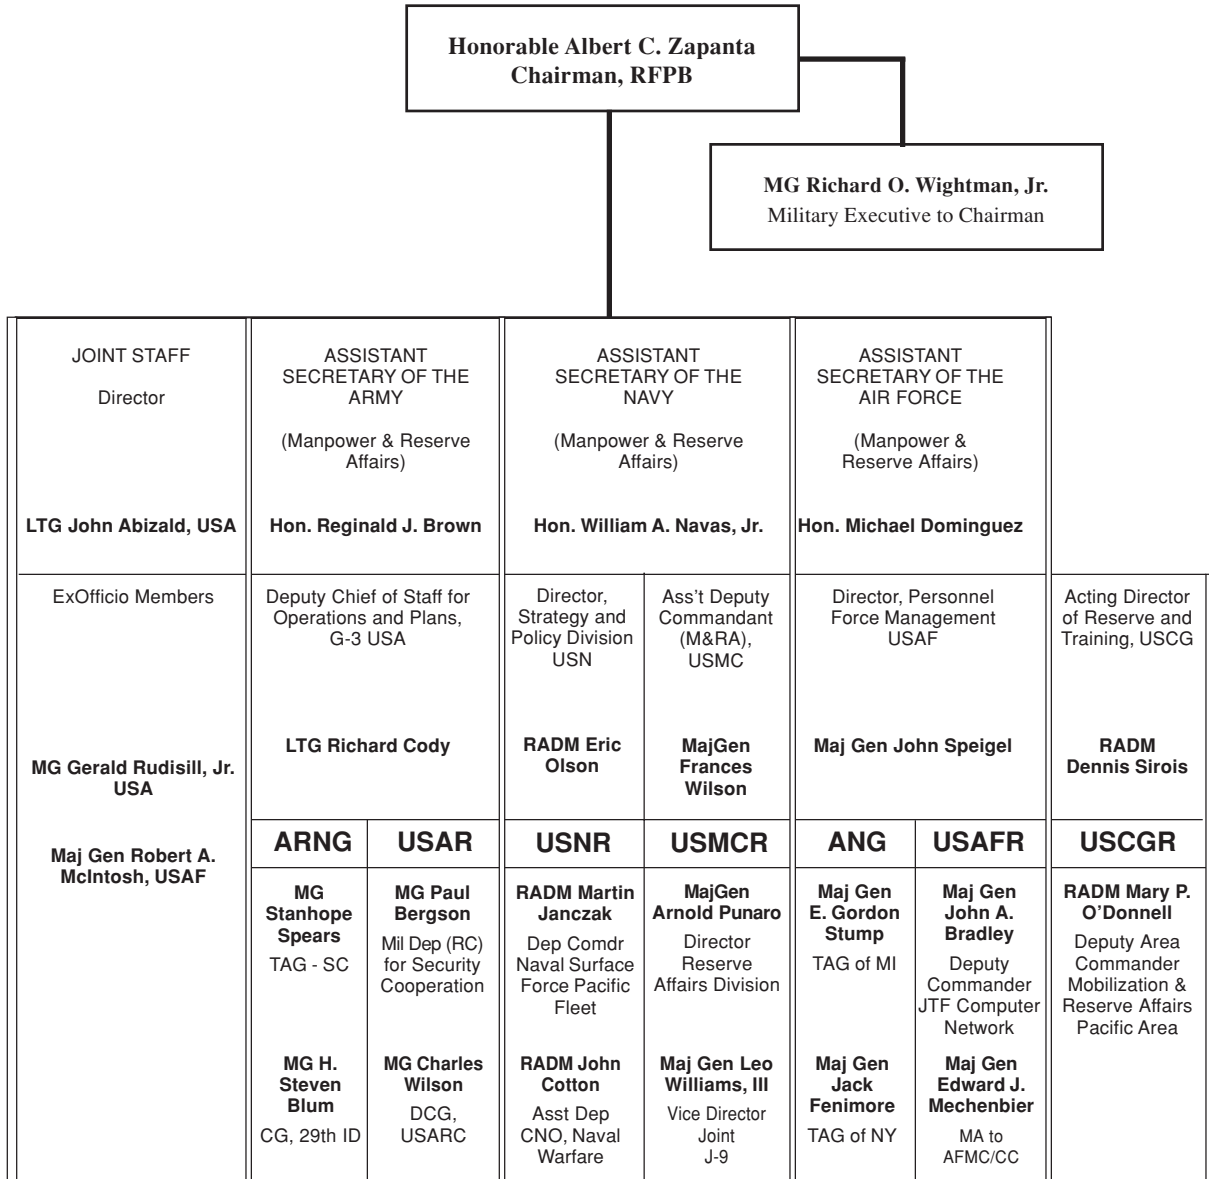 Honorable Albert C. Zapanta
Chairman, RFPB
MG Richard O. Wightman, Jr.
Military Executive to Chairman
JOINT STAFF
Director
LTG John Abizald, USA
ASSISTANT
SECRETARY OF THE
ARMY
(Manpower & Reserve
Affairs)
Hon. Reginald J. Brown
ASSISTANT
SECRETARY OF THE
NAVY
(Manpower & Reserve
Affairs)
Hon. William A. Navas, Jr.
ASSISTANT
SECRETARY OF THE
AIR FORCE
(Manpower &
Reserve Affairs)
Hon. Michael Dominguez
ExOfficio Members
MG Gerald Rudisill, Jr.
USA
Maj Gen Robert A.
McIntosh, USAF
Deputy Chief of Staff for
Operations and Plans,
G-3 USA
LTG Richard Cody
Director,
Strategy and
Policy Division
USN
RADM Eric
Olson
Ass't Deputy
Commandant
(M&RA),
USMC
MajGen
Frances
Wilson
Director, Personnel
Force Management
USAF
Maj Gen John Speigel
Acting Director
of Reserve and
Training, USCG
RADM
Dennis Sirois
ARNG
MG
Stanhope
Spears
TAG - SC
MG H.
Steven
Blum
CG, 29th ID
USAR
MG Paul
Bergson
Mil Dep (RC)
for Security
Cooperation
MG Charles
Wilson
DCG,
USARC
USNR
RADM Martin
Janczak
Dep Comdr
Naval Surface
Force Pacific
Fleet
RADM John
Cotton
Asst Dep
CNO, Naval
Warfare
USMCR
MajGen
Arnold Punaro
Director
Reserve
Affairs Division
Maj Gen Leo
Williams, III
Vice Director
Joint
J-9
ANG
Maj Gen
E. Gordon
Stump
TAG of MI
Maj Gen
Jack
Fenimore
TAG of NY
USAFR
Maj Gen
John A.
Bradley
Deputy
Commander
JTF Computer
Network
Maj Gen
Edward J.
Mechenbier
MA to
AFMC/CC
USCGR
RADM Mary P.
O'Donnell
Deputy Area
Commander
Mobilization &
Reserve Affairs
Pacific Area